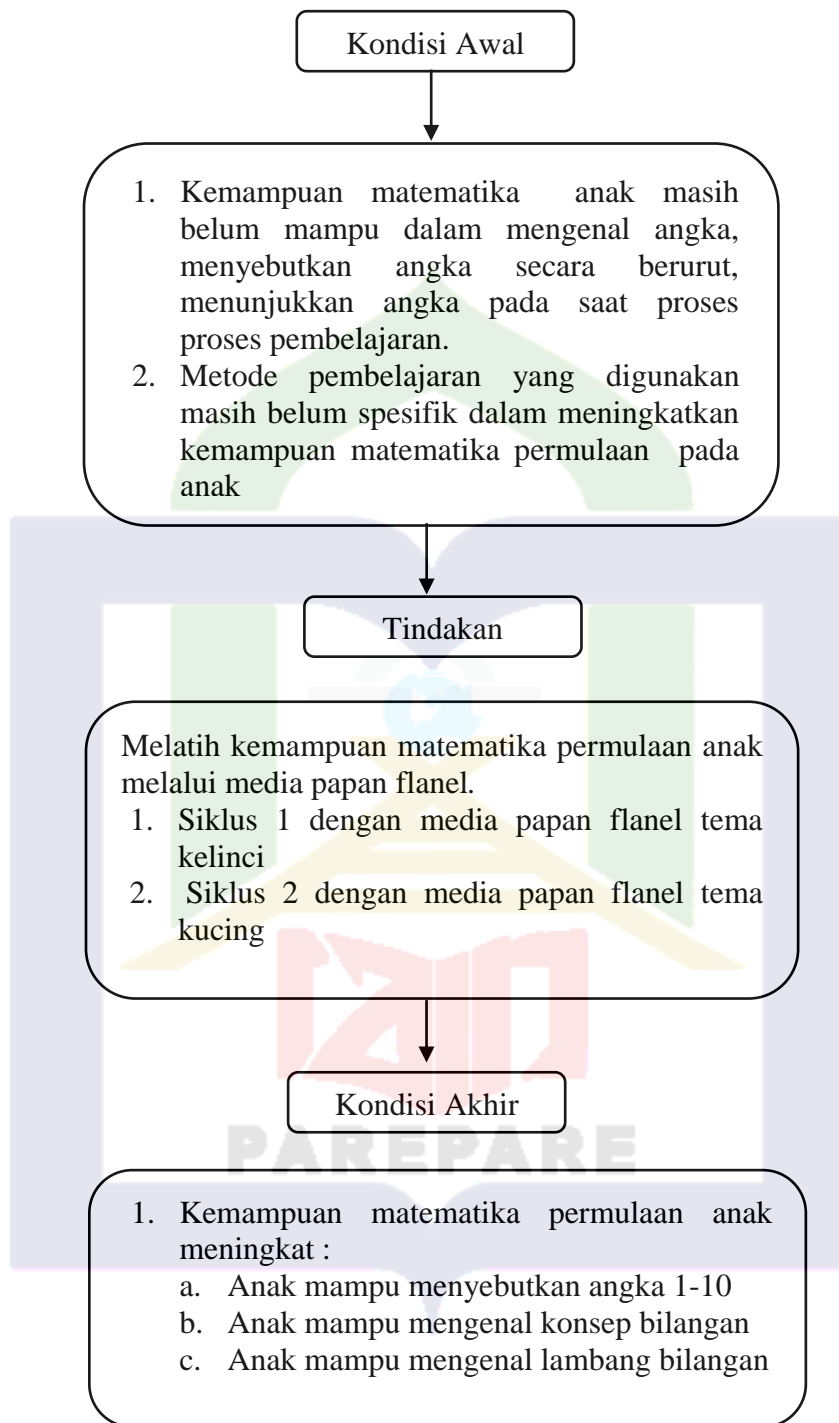 Kondisi Awal
1. Kemampuan matematika anak masih
belum mampu dalam mengenal angka,
menyebutkan angka secara berurut,
menunjukkan angka pada saat proses
proses pembelajaran.
2. Metode pembelajaran yang digunakan
masih belum spesifik dalam meningkatkan
kemampuan matematika permulaan pada
anak
Tindakan
Melatih kemampuan matematika permulaan anak
melalui media papan flanel.
1. Siklus 1 dengan media papan flanel tema
kelinci
2. Siklus 2 dengan media papan flanel tema
kucing
Kondisi Akhir
PAREPARE
1. Kemampuan matematika permulaan anak
meningkat :
a. Anak mampu menyebutkan angka 1-10
b. Anak mampu mengenal konsep bilangan
c. Anak mampu mengenal lambang bilangan